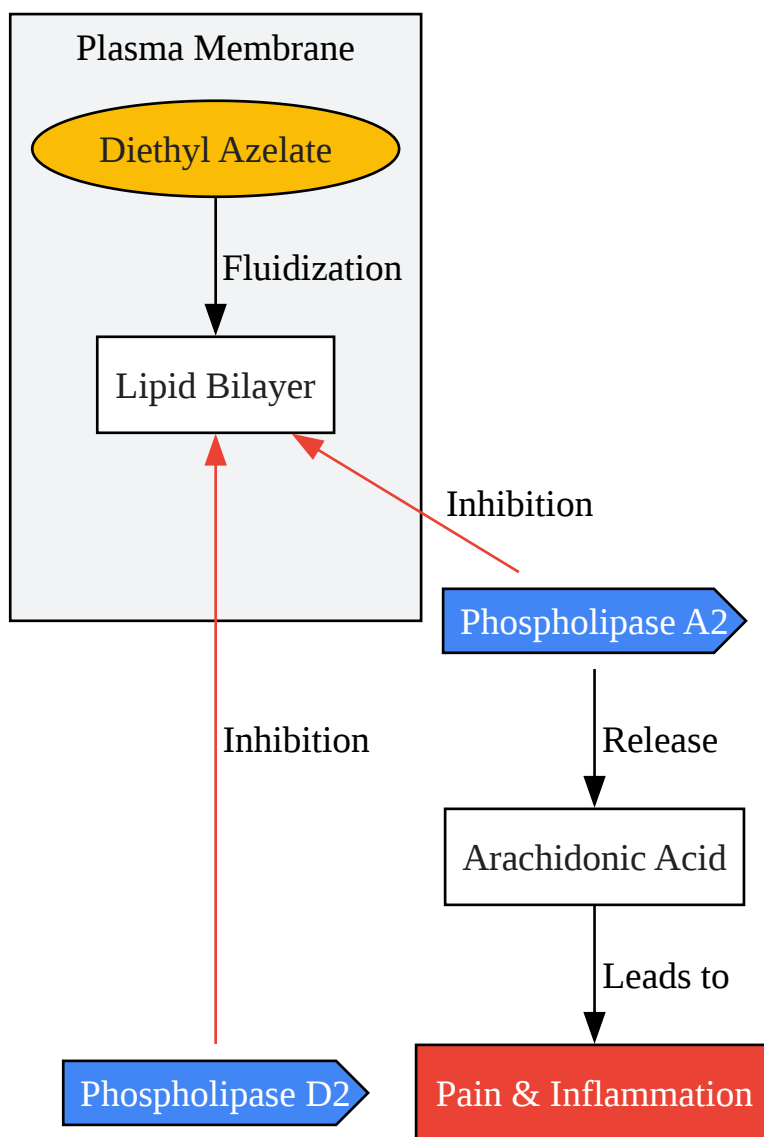 Plasma Membrane
Diethyl Azelate
Fluidization
Lipid Bilayer
Inhibition
Phospholipase A2
Inhibition
Release
Arachidonic Acid
Leads to
Phospholipase D2
Pain & Inflammation